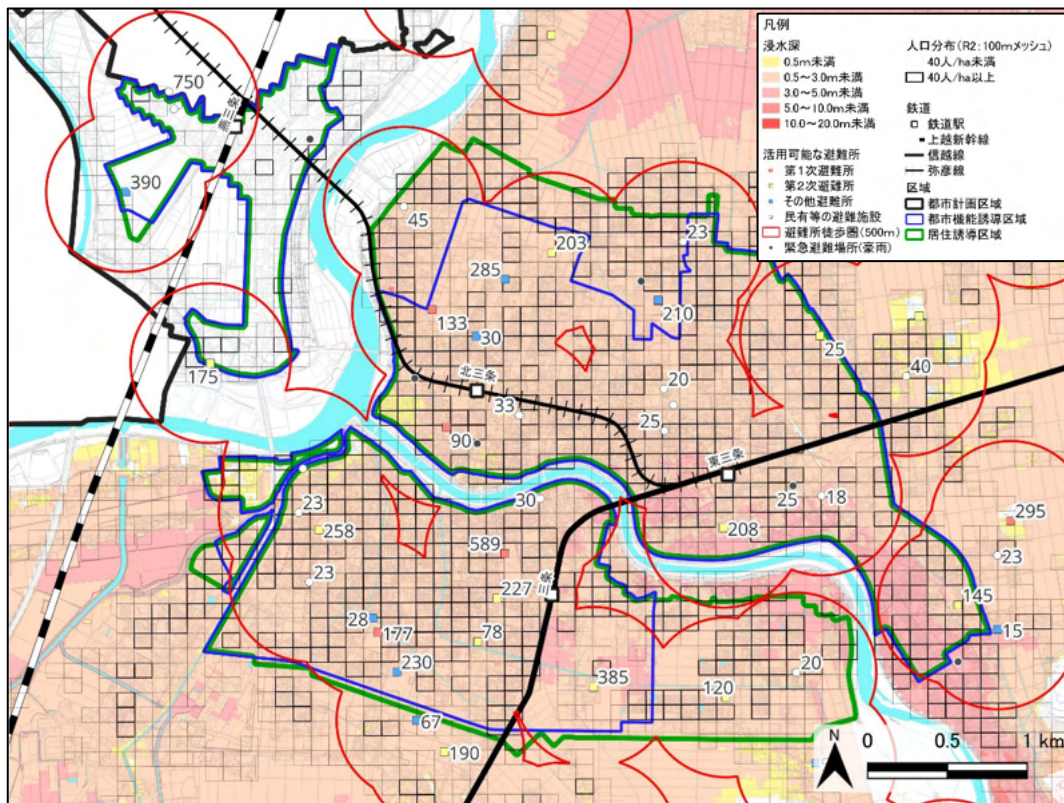 凡例
浸水深
0.5m未満
0.5～3.0m未満
3.0～5.0m未満
5.0～10.0m未満
10.0～20.0m未満
活用可能な避難所
第1次避難所
第2次避難所
その他避難所
民有等の避難施設
避難所徒歩圏(500m)
緊急避難場所(豪雨)
人口分布(R2:100mメッシュ)
40人/ha未満
40人/ha以上
鉄道
鉄道駅
上越新幹線
信越線
弥彦線
区域
都市計画区域
都市機能誘導区域
居住誘導区域
750
燕三条
390
45
203
23
285
210
133
30
175
25
40
北三条
20
33
25
90
東三条
23
30
25
18
258
208
295
589
23
23
227
三条
145
28
177
78
15
230
385
20
120
67
190
N
0
0.5
1 km